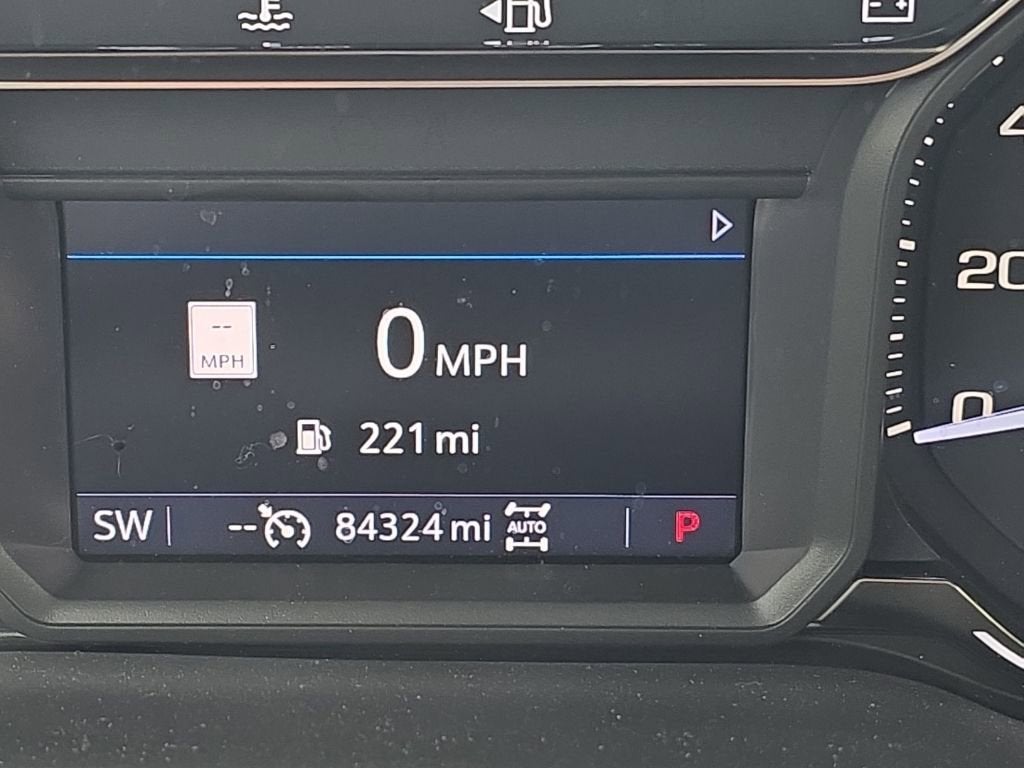 20
0
--
MPH
0 MPH
221 mi
SW -- 84324 mi AUTO P